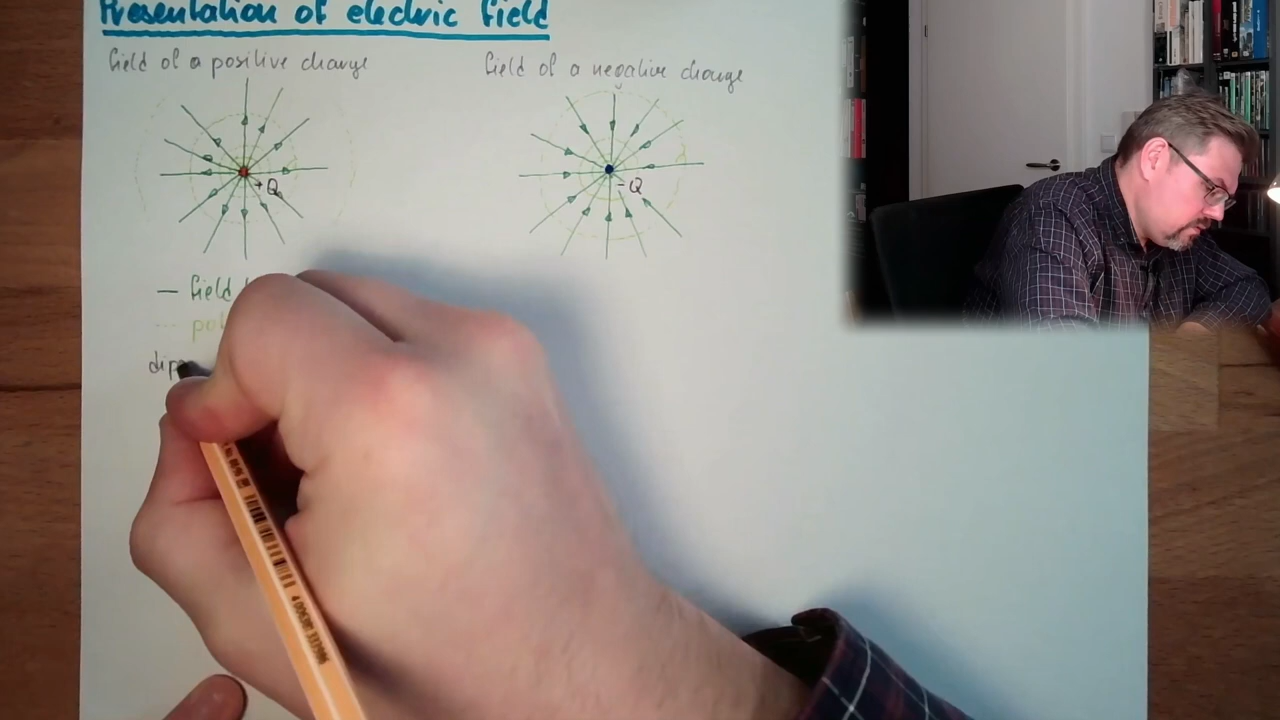 Presentation of electric field
field of a positive charge
field of a negative charge
+Q
-Q
— field